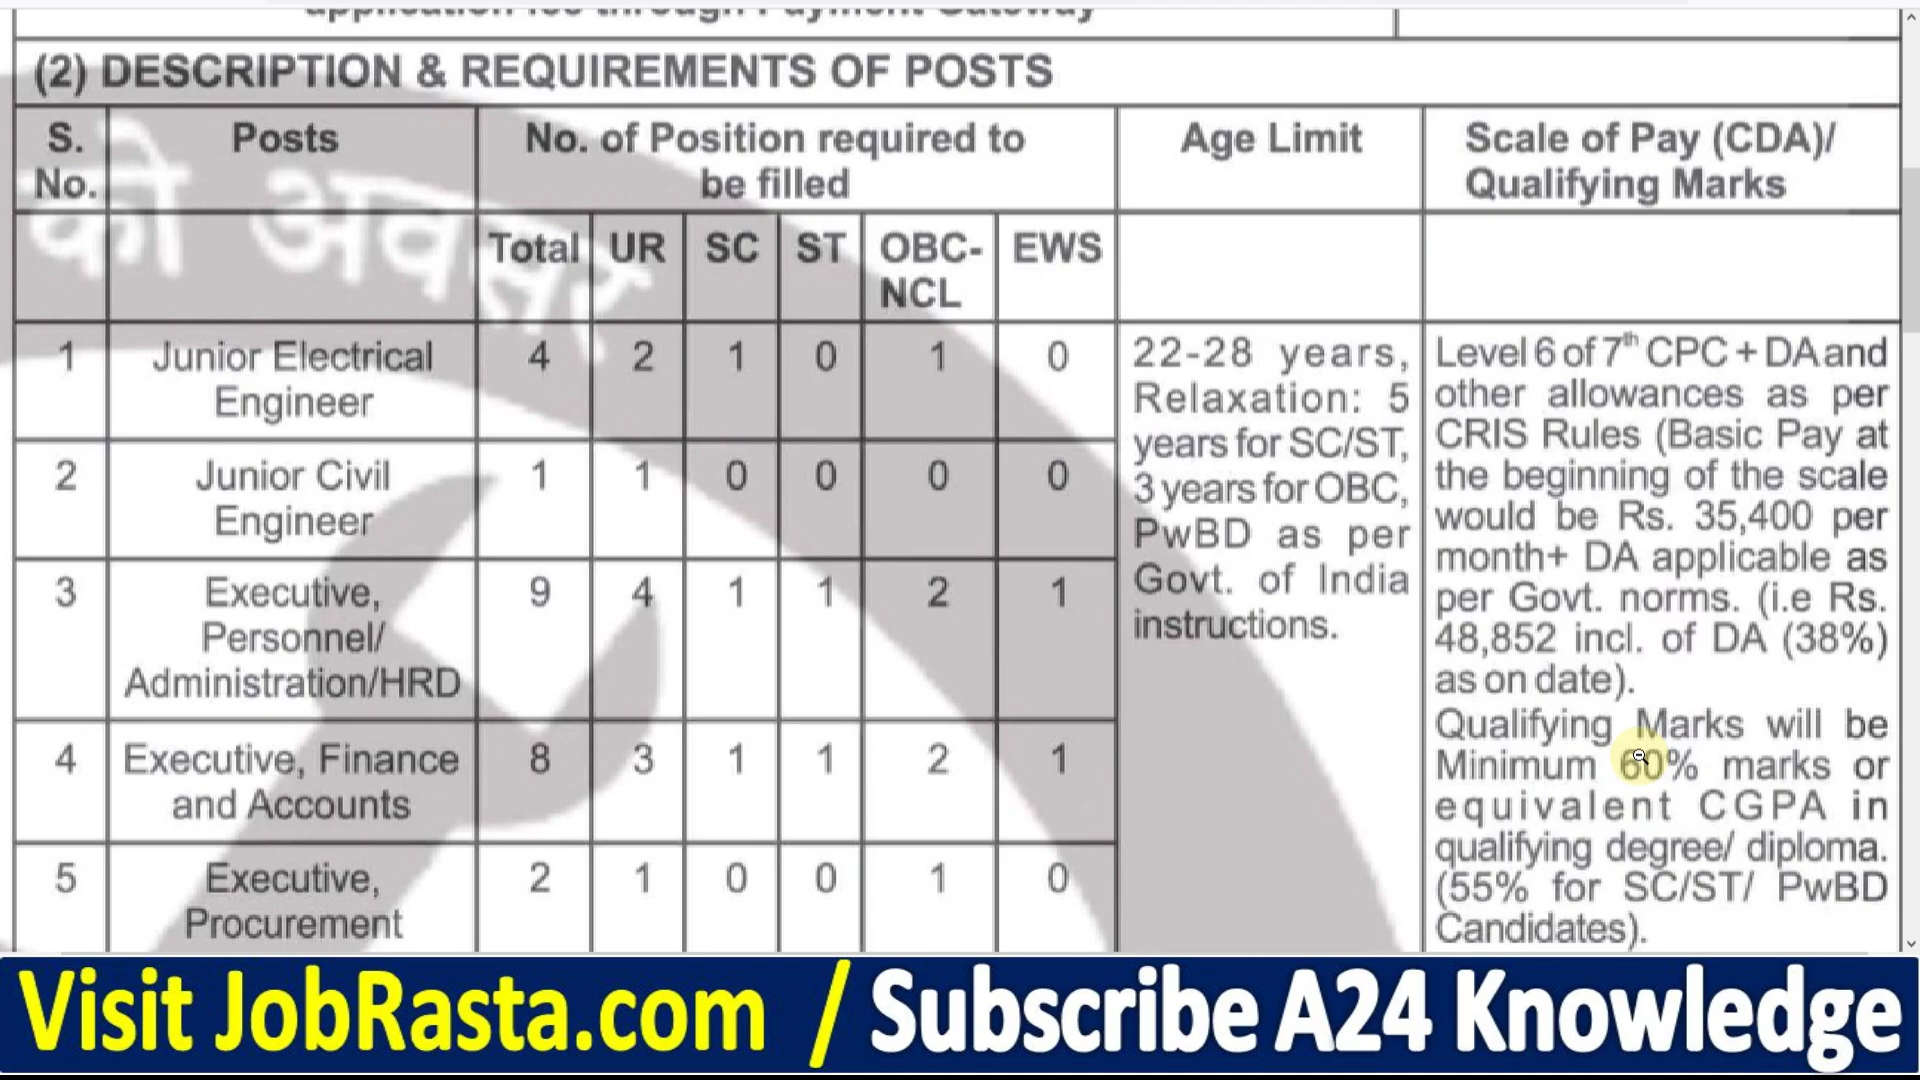 application fee through Payment Gateway
(2) DESCRIPTION & REQUIREMENTS OF POSTS
S. No. Posts No. of Position required to be filled Age Limit Scale of Pay (CDA)/ Qualifying Marks
Total UR SC ST OBC-NCL EWS
1 Junior Electrical Engineer 4 2 1 0 1 0
2 Junior Civil Engineer 1 1 0 0 0 0
3 Executive, Personnel/ Administration/HRD 9 4 1 1 2 1
4 Executive, Finance and Accounts 8 3 1 1 2 1
5 Executive, Procurement 2 1 0 0 1 0
22-28 years,
Relaxation: 5
years for SC/ST,
3 years for OBC,
PwBD as per
Govt. of India
instructions.
Level 6 of 7th CPC + DA and
other allowances as per
CRIS Rules (Basic Pay at
the beginning of the scale
would be Rs. 35,400 per
month+ DA applicable as
per Govt. norms. (i.e Rs.
48,852 incl. of DA (38%)
as on date).
Qualifying Marks will be
Minimum 60% marks or
equivalent CGPA in
qualifying degree/ diploma.
(55% for SC/ST/ PwBD
Candidates).
को अवसर
Visit JobRasta.com / Subscribe A24 Knowledge